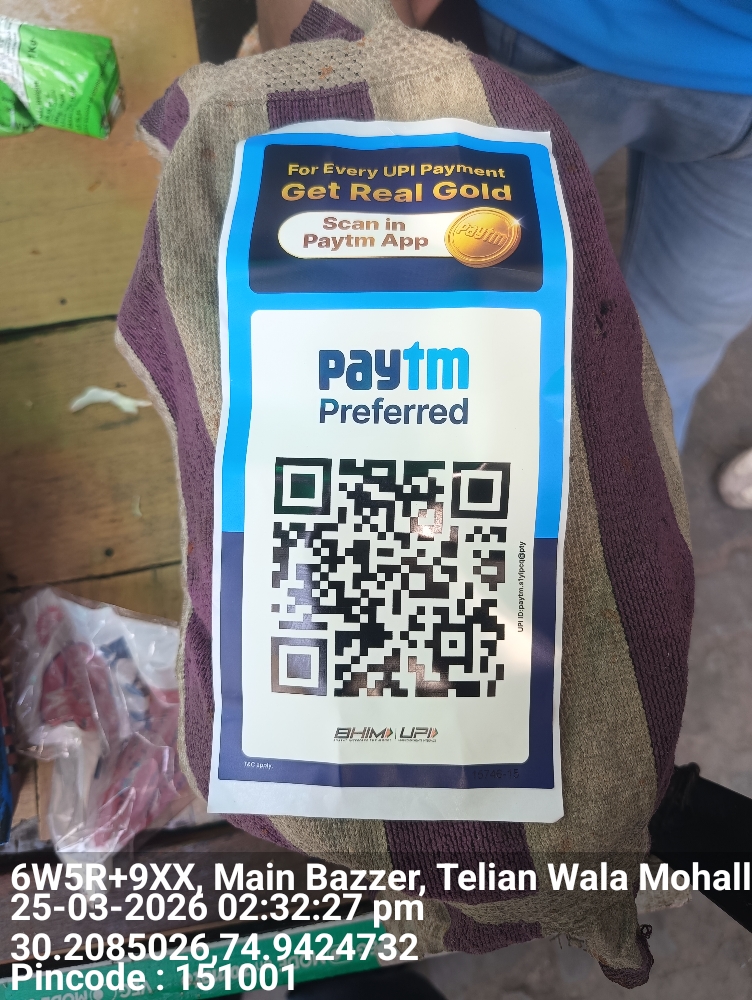 For Every UPI Payment
Get Real Gold
Scan in
Paytm App
paytm
paytm
Preferred
BHIM UPI
T&C apply.
6W5R+9XX, Main Bazzer, Telian Wala Mohall
25-03-2026 02:32:27 pm
30.2085026,74.9424732
Pincode : 151001